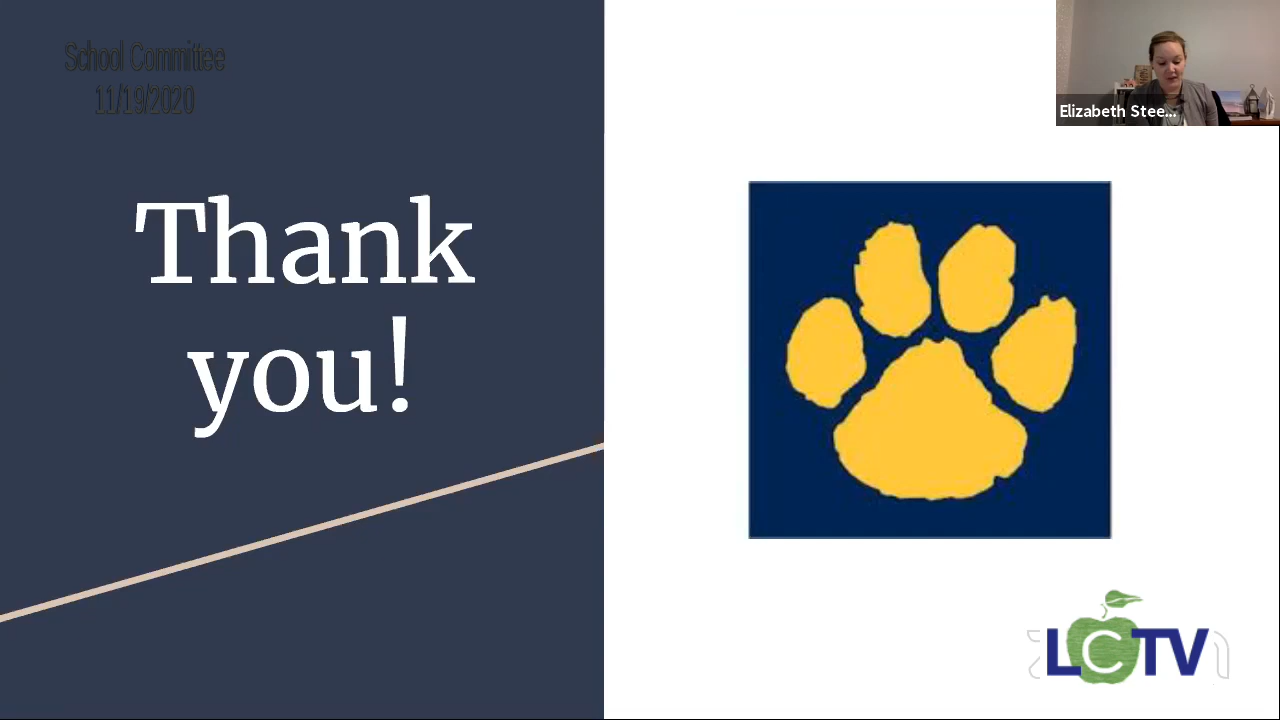 School Committee
11/19/2020
Elizabeth Stee...
Thank
you!
LCTV